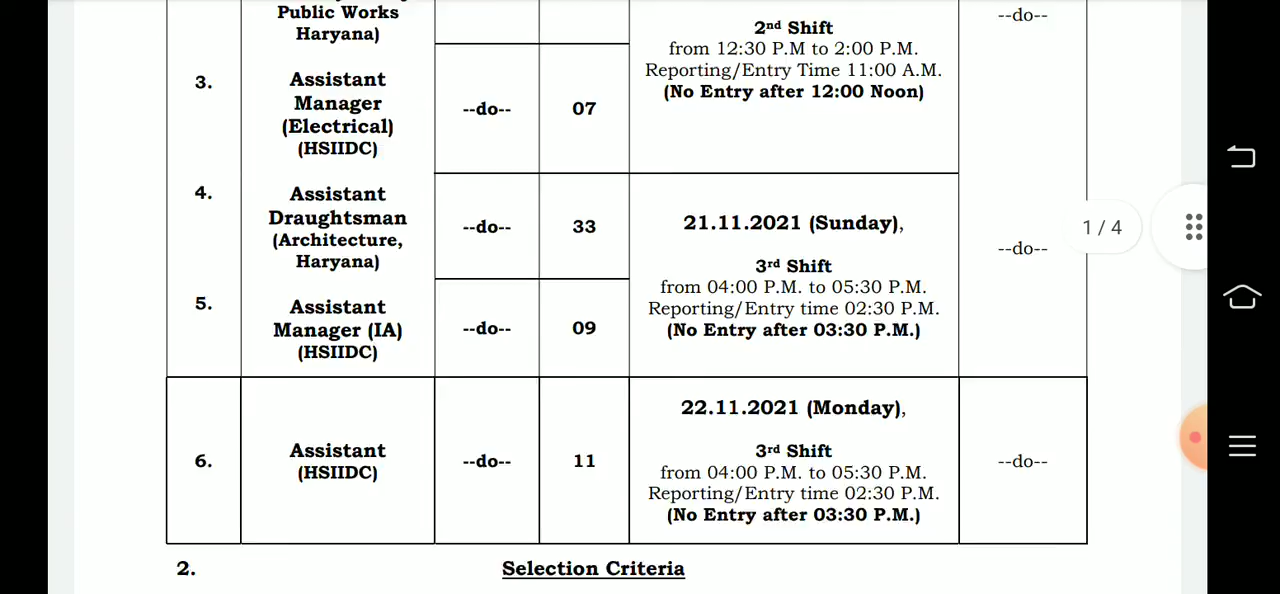 Public Works
Haryana)
2nd Shift
from 12:30 P.M to 2:00 P.M.
Reporting/Entry Time 11:00 A.M.
(No Entry after 12:00 Noon)
--do--
3.
Assistant
Manager
(Electrical)
(HSIIDC)
--do--
07
4.
Assistant
Draughtsman
(Architecture,
Haryana)
--do--
33
21.11.2021 (Sunday),
3rd Shift
from 04:00 P.M. to 05:30 P.M.
Reporting/Entry time 02:30 P.M.
(No Entry after 03:30 P.M.)
--do--
1 / 4
5.
Assistant
Manager (IA)
(HSIIDC)
--do--
09
6.
Assistant
(HSIIDC)
--do--
11
22.11.2021 (Monday),
3rd Shift
from 04:00 P.M. to 05:30 P.M.
Reporting/Entry time 02:30 P.M.
(No Entry after 03:30 P.M.)
--do--
2.
Selection Criteria